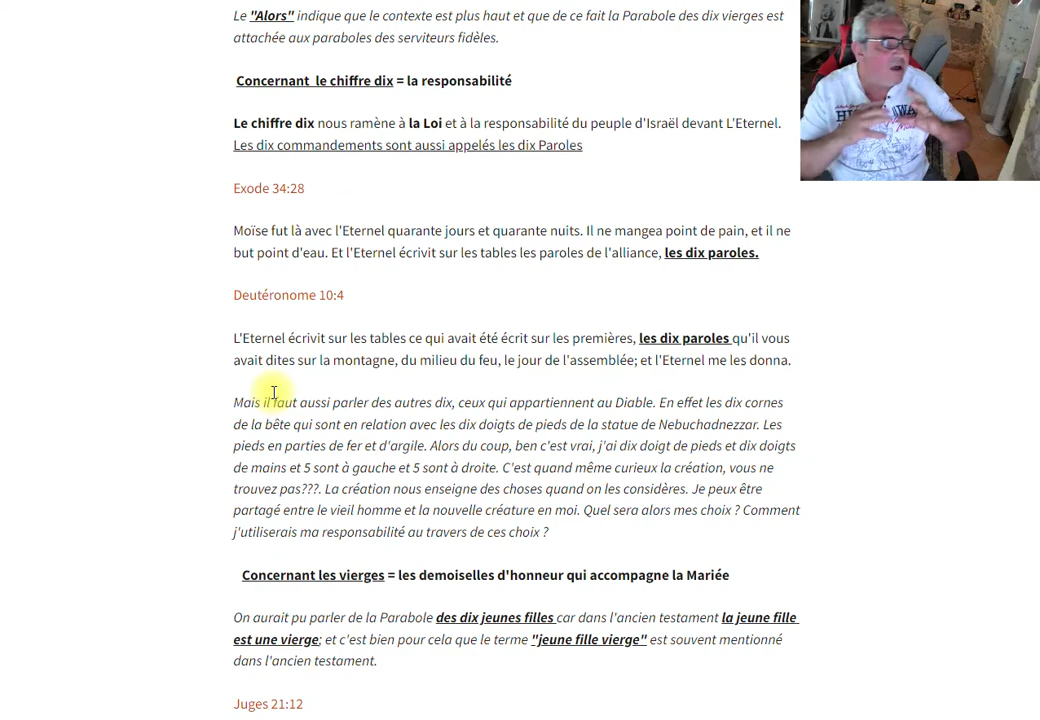 Le "Alors" indique que le contexte est plus haut et que de ce fait la Parabole des dix vierges est
attachée aux paraboles des serviteurs fidèles.
Concernant le chiffre dix = la responsabilité
Le chiffre dix nous ramène à la Loi et à la responsabilité du peuple d'Israël devant L'Eternel.
Les dix commandements sont aussi appelés les dix Paroles
Exode 34:28
Moïse fut là avec l'Eternel quarante jours et quarante nuits. Il ne mangea point de pain, et il ne
but point d'eau. Et l'Eternel écrivit sur les tables les paroles de l'alliance, les dix paroles.
Deutéronome 10:4
L'Eternel écrivit sur les tables ce qui avait été écrit sur les premières, les dix paroles qu'il vous
avait dites sur la montagne, du milieu du feu, le jour de l'assemblée; et l'Eternel me les donna.
Mais il faut aussi parler des autres dix, ceux qui appartiennent au Diable. En effet les dix cornes
de la bête qui sont en relation avec les dix doigts de pieds de la statue de Nebuchadnezzar. Les
pieds en parties de fer et d'argile. Alors du coup, ben c'est vrai, j'ai dix doigt de pieds et dix doigts
de mains et 5 sont à gauche et 5 sont à droite. C'est quand même curieux la création, vous ne
trouvez pas???. La création nous enseigne des choses quand on les considères. Je peux être
partagé entre le vieil homme et la nouvelle créature en moi. Quel sera alors mes choix ? Comment
j'utiliserais ma responsabilité au travers de ces choix ?
Concernant les vierges = les demoiselles d'honneur qui accompagne la Mariée
On aurait pu parler de la Parabole des dix jeunes filles car dans l'ancien testament la jeune fille
est une vierge; et c'est bien pour cela que le terme "jeune fille vierge" est souvent mentionné
dans l'ancien testament.
Juges 21:12